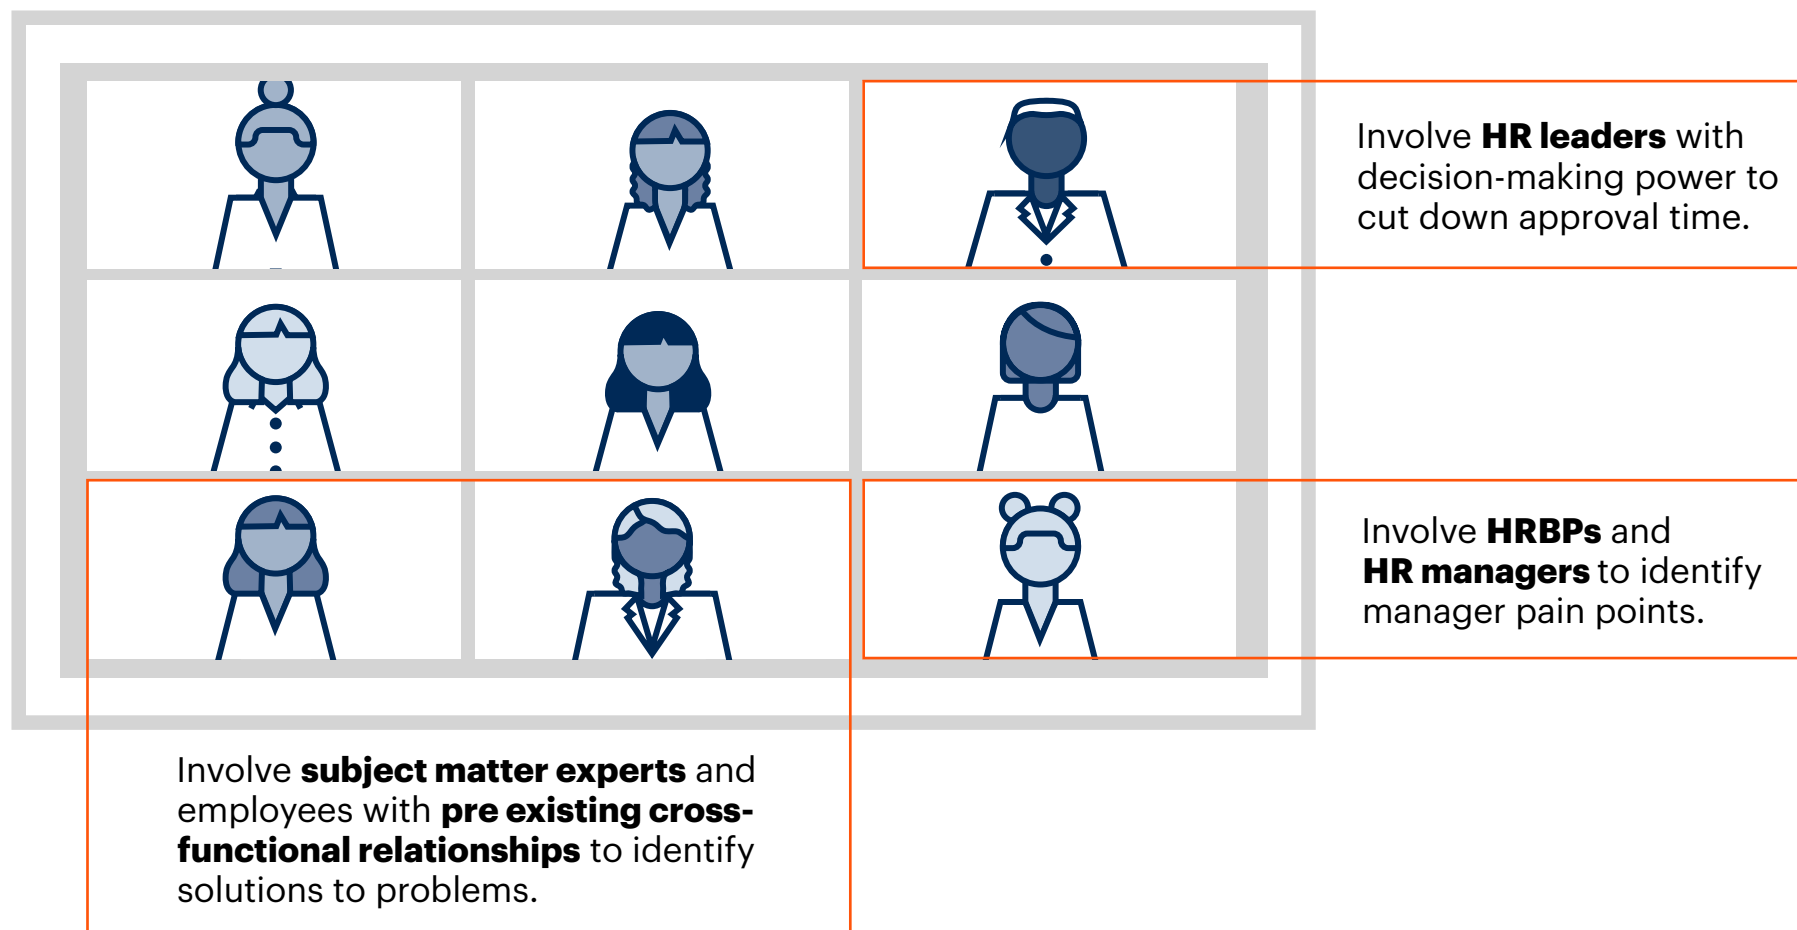 Involve HR leaders with
decision-making power to
cut down approval time.
Involve HRBPs and
HR managers to identify
manager pain points.
Involve subject matter experts and
employees with pre existing cross-
functional relationships to identify
solutions to problems.